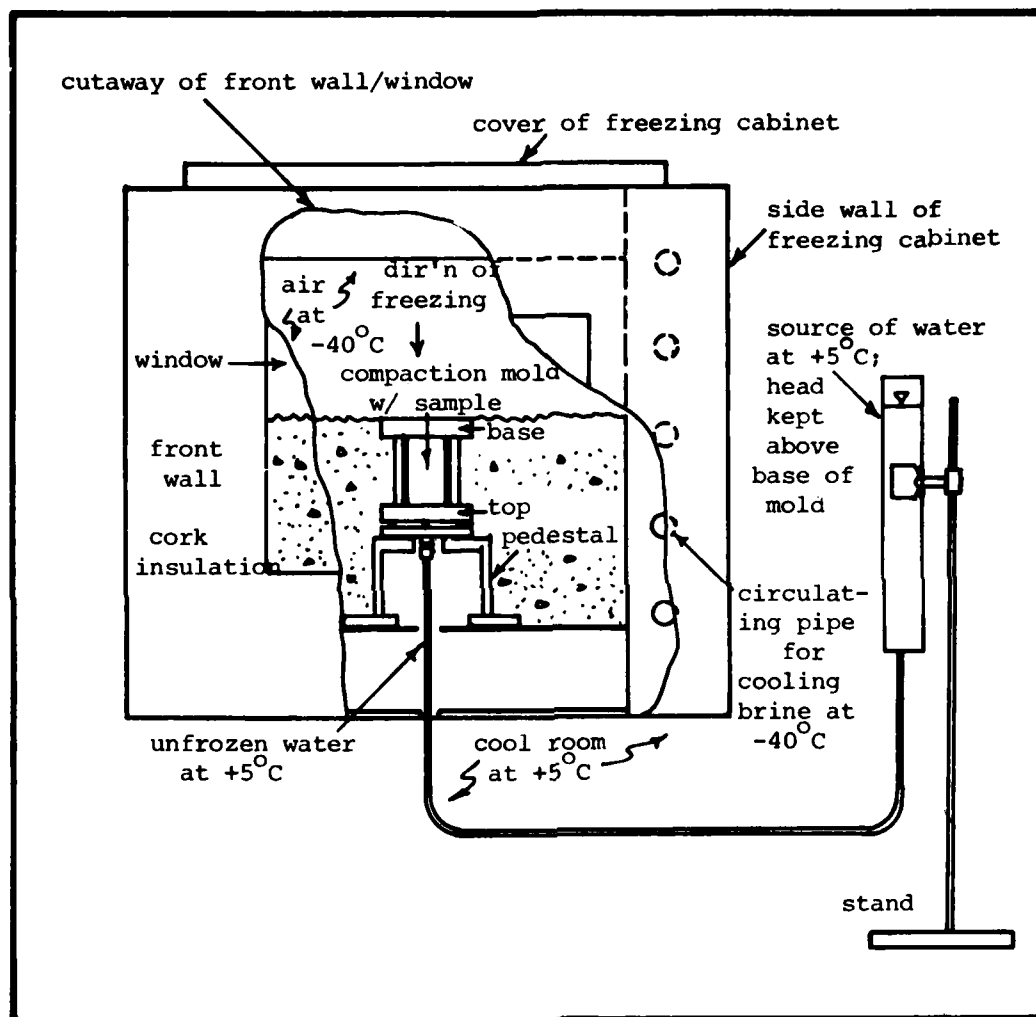 cutaway of front wall/window
cover of freezing cabinet
side wall of
freezing cabinet
air
at
-40°C
dir'n of
freezing
window
compaction mold
w/ sample
base
front
wall
top
cork
insulation
pedestal
source of water
at +5°C;
head
kept
above
base of
mold
circulat-
ing pipe
for
cooling
brine at
-40°C
unfrozen water
at +5°C
cool room
at +5°C
stand